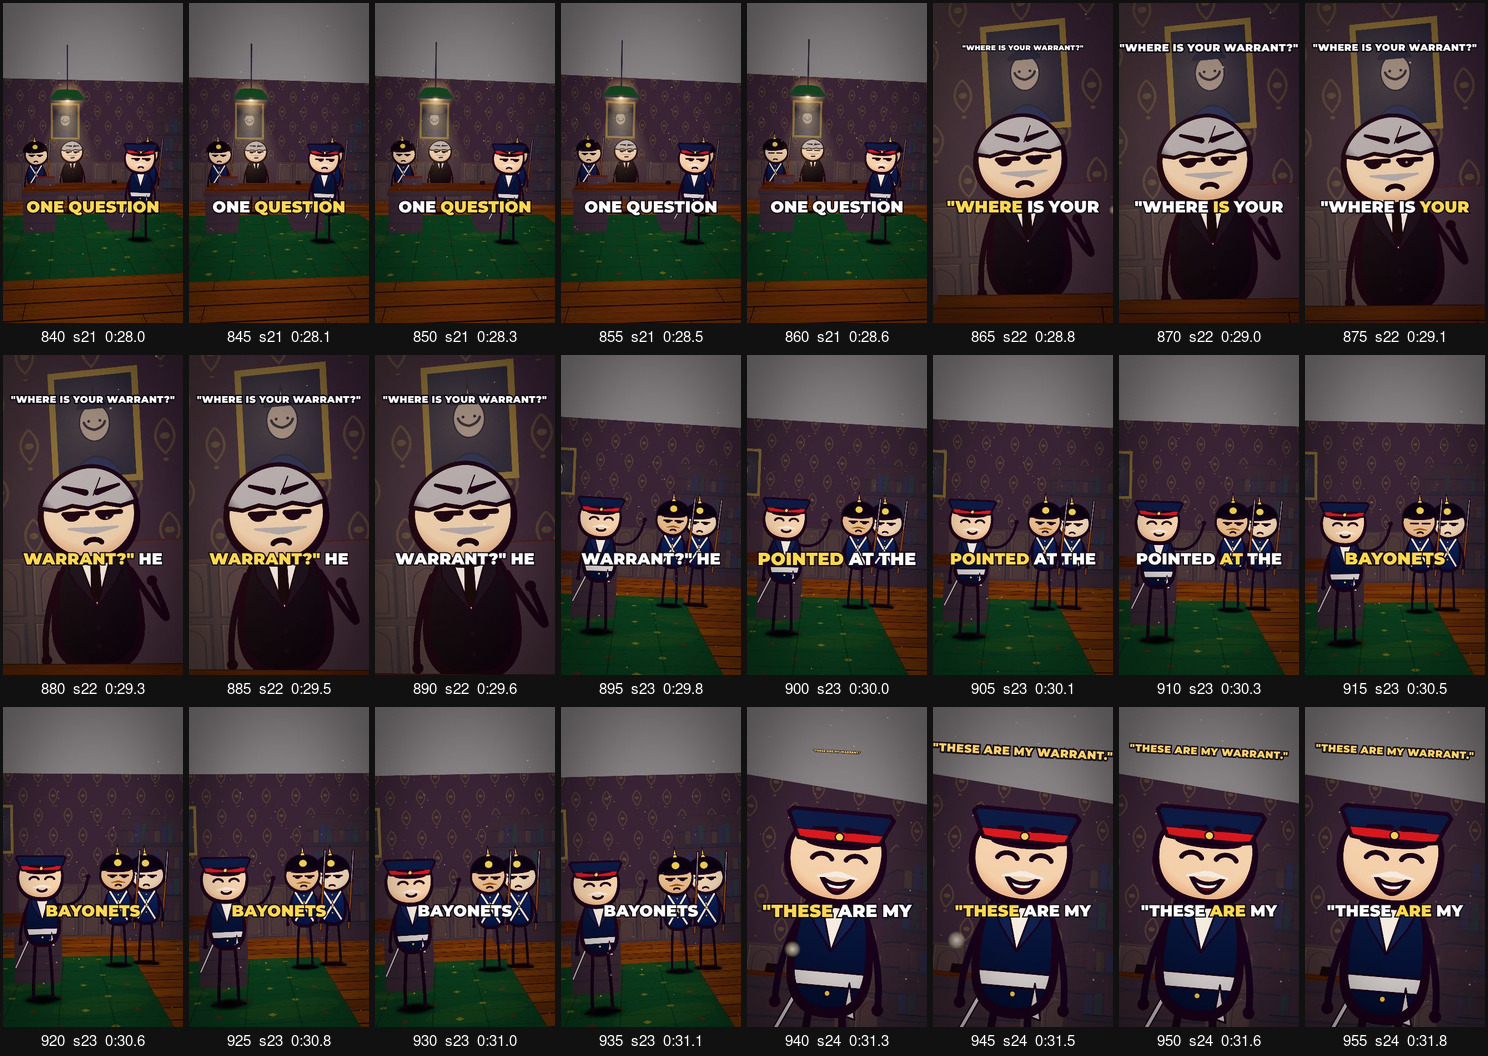 ONE QUESTION
ONE QUESTION
ONE QUESTION
ONE QUESTION
ONE QUESTION
"WHERE IS YOUR WARRANT?"
"WHERE IS YOUR
"WHERE IS YOUR WARRANT?"
"WHERE IS YOUR
"WHERE IS YOUR WARRANT?"
"WHERE IS YOUR
840 s21 0:28.0
845 s21 0:28.1
850 s21 0:28.3
855 s21 0:28.5
860 s21 0:28.6
865 s22 0:28.8
870 s22 0:29.0
875 s22 0:29.1
"WHERE IS YOUR WARRANT?"
WARRANT?" HE
"WHERE IS YOUR WARRANT?"
WARRANT?" HE
"WHERE IS YOUR WARRANT?"
WARRANT?" HE
WARRANT?" HE
POINTED AT THE
POINTED AT THE
POINTED AT THE
BAYONETS
880 s22 0:29.3
885 s22 0:29.5
890 s22 0:29.6
895 s23 0:29.8
900 s23 0:30.0
905 s23 0:30.1
910 s23 0:30.3
915 s23 0:30.5
BAYONETS
BAYONETS
BAYONETS
BAYONETS
"THESE ARE MY WARRANT."
"THESE ARE MY
"THESE ARE MY WARRANT."
"THESE ARE MY
"THESE ARE MY WARRANT."
"THESE ARE MY
"THESE ARE MY WARRANT."
"THESE ARE MY
920 s23 0:30.6
925 s23 0:30.8
930 s23 0:31.0
935 s23 0:31.1
940 s24 0:31.3
945 s24 0:31.5
950 s24 0:31.6
955 s24 0:31.8